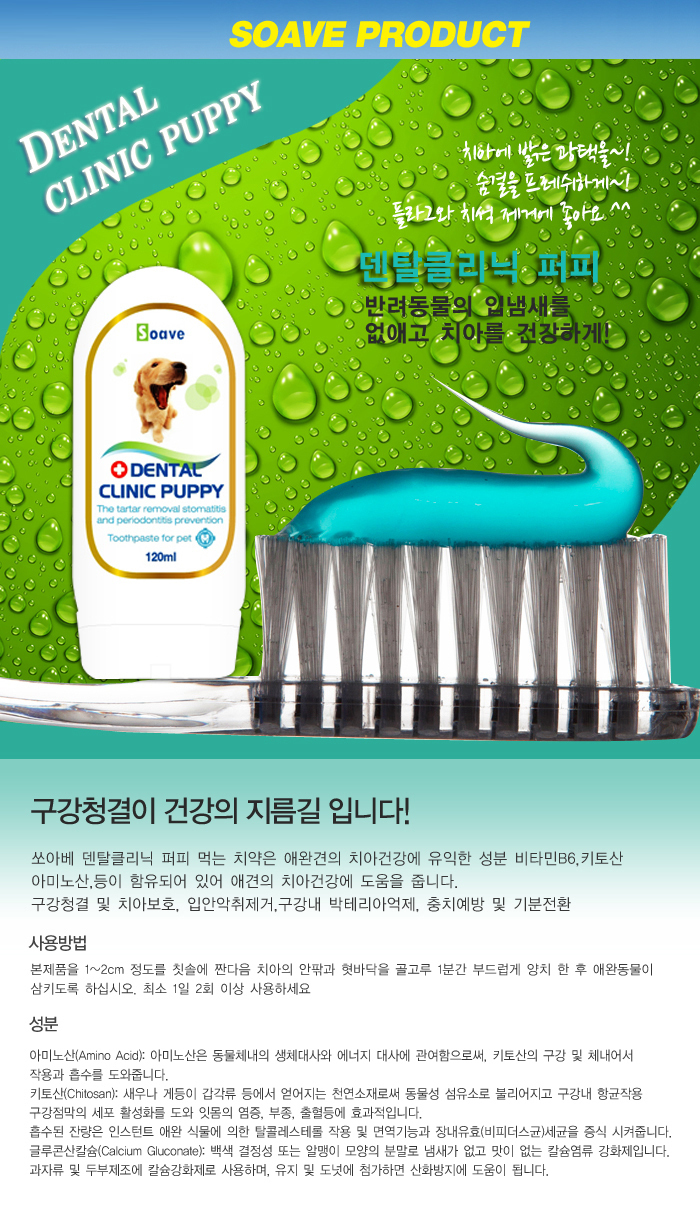 SOAVE PRODUCT
DENTAL
CLINIC PUPPY
치아에 밝은 광택을~!
숨결을 프레쉬하게~!
플라그와 치석 제거에 좋아요 ^^
덴탈클리닉 퍼피
반려동물의 입냄새를
없애고 치아를 건강하게!
Soave
DENTAL
CLINIC PUPPY
The tartar removal stomatitis
and periodontitis prevention
Toothpaste for pet
120ml
구강청결이 건강의 지름길 입니다!
쏘아베 덴탈클리닉 퍼피 먹는 치약은 애완견의 치아건강에 유익한 성분 비타민B6,키토산
아미노산,등이 함유되어 있어 애견의 치아건강에 도움을 줍니다.
구강청결 및 치아보호, 입안악취제거,구강내 박테리아억제, 충치예방 및 기분전환
사용방법
본제품을 1~2cm 정도를 칫솔에 짠다음 치아의 안팎과 혓바닥을 골고루 1분간 부드럽게 양치 한 후 애완동물이
삼키도록 하십시오. 최소 1일 2회 이상 사용하세요
성분
아미노산(Amino Acid): 아미노산은 동물체내의 생체대사와 에너지 대사에 관여함으로써, 키토산의 구강 및 체내어서
작용과 흡수를 도와줍니다.
키토산(Chitosan): 새우나 게등이 갑각류 등에서 얻어지는 천연소재로써 동물성 섬유소로 불리어지고 구강내 항균작용
구강점막의 세포 활성화를 도와 잇몸의 염증, 부종, 출혈등에 효과적입니다.
흡수된 잔량은 인스턴트 애완 식물에 의한 탈콜레스테롤 작용 및 면역기능과 장내유효(비피더스균)세균을 증식 시켜줍니다.
글루콘산칼슘(Calcium Gluconate): 백색 결정성 또는 알맹이 모양의 분말로 냄새가 없고 맛이 없는 칼슘염류 강화제입니다.
과자류 및 두부제조에 칼슘강화제로 사용하며, 유지 및 도넛에 첨가하면 산화방지에 도움이 됩니다.